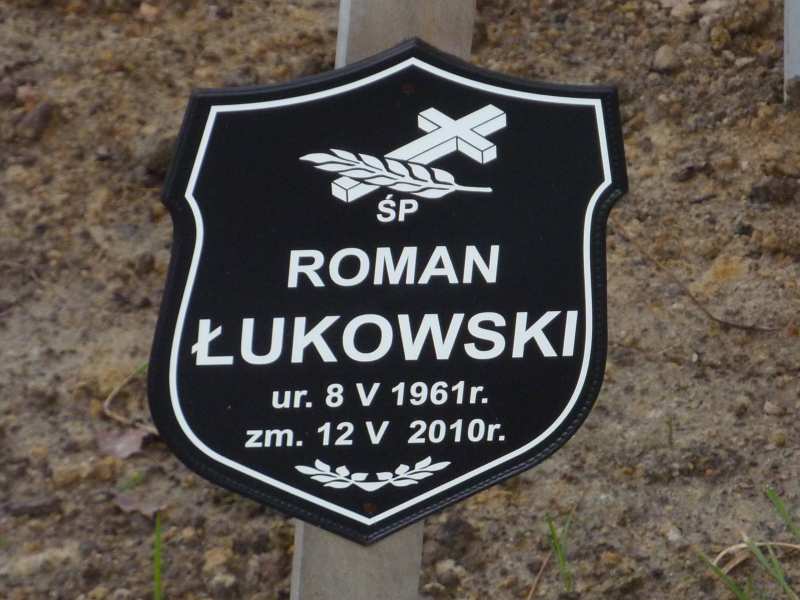 ŚP
ROMAN
ŁUKOWSKI
ur. 8 V 1961r.
zm. 12 V 2010r.